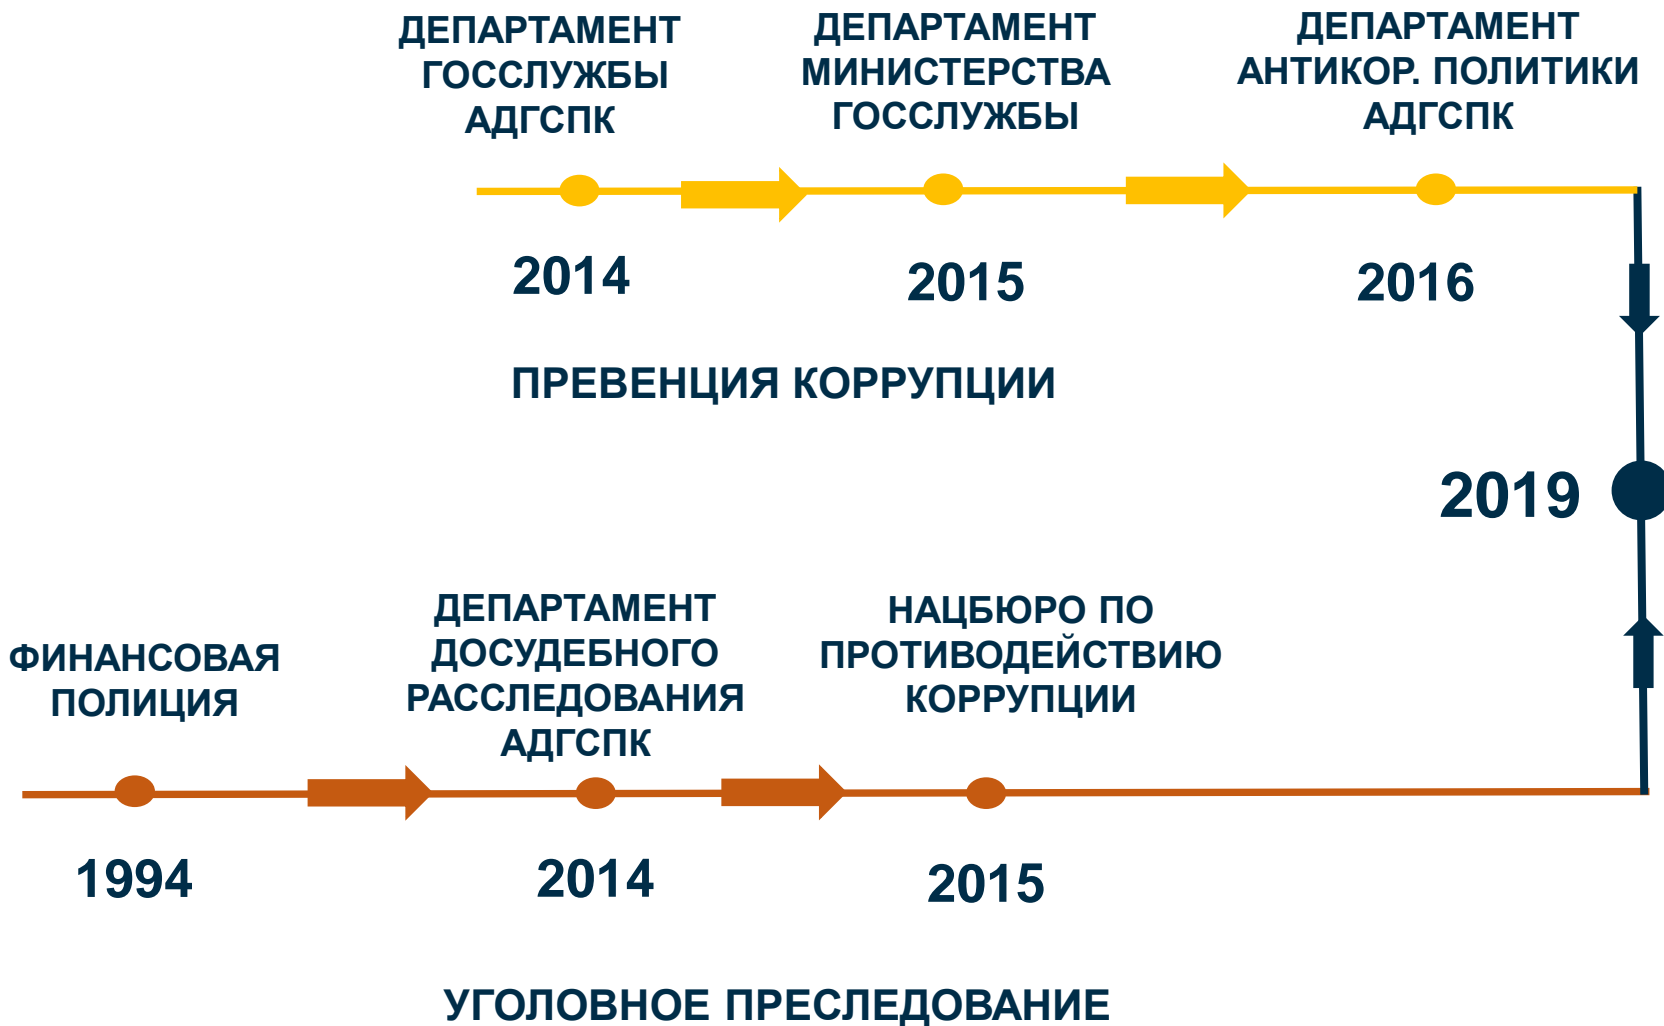 ДЕПАРТАМЕНТ
ГОССЛУЖБЫ
АДГСПК
ДЕПАРТАМЕНТ
МИНИСТЕРСТВА
ГОССЛУЖБЫ
ДЕПАРТАМЕНТ
АНТИКОР. ПОЛИТИКИ
АДГСПК
2014
2015
2016
ПРЕВЕНЦИЯ КОРРУПЦИИ
2019
ФИНАНСОВАЯ
ПОЛИЦИЯ
ДЕПАРТАМЕНТ
ДОСУДЕБНОГО
РАССЛЕДОВАНИЯ
АДГСПК
НАЦБЮРО ПО
ПРОТИВОДЕЙСТВИЮ
КОРРУПЦИИ
1994
2014
2015
УГОЛОВНОЕ ПРЕСЛЕДОВАНИЕ